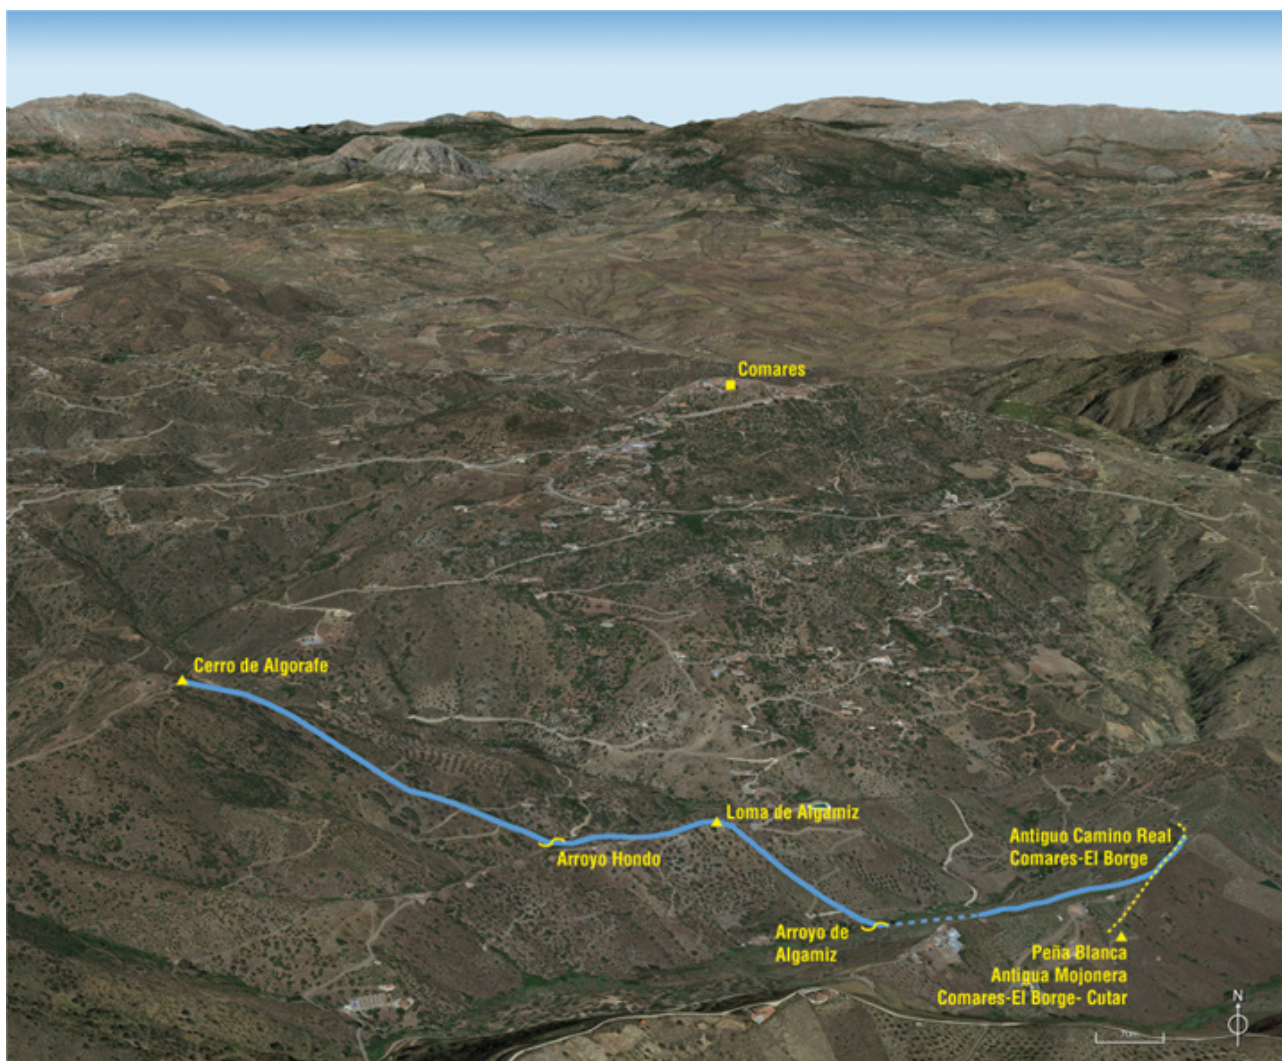 Comares
Cerro de Algorafe
Loma de Algamiz
Arroyo Hondo
Antiguo Camino Real
Comares-El Borge
Arroyo de
Algamiz
Peña Blanca
Antigua Mojonera
Comares-El Borge- Cutar
N